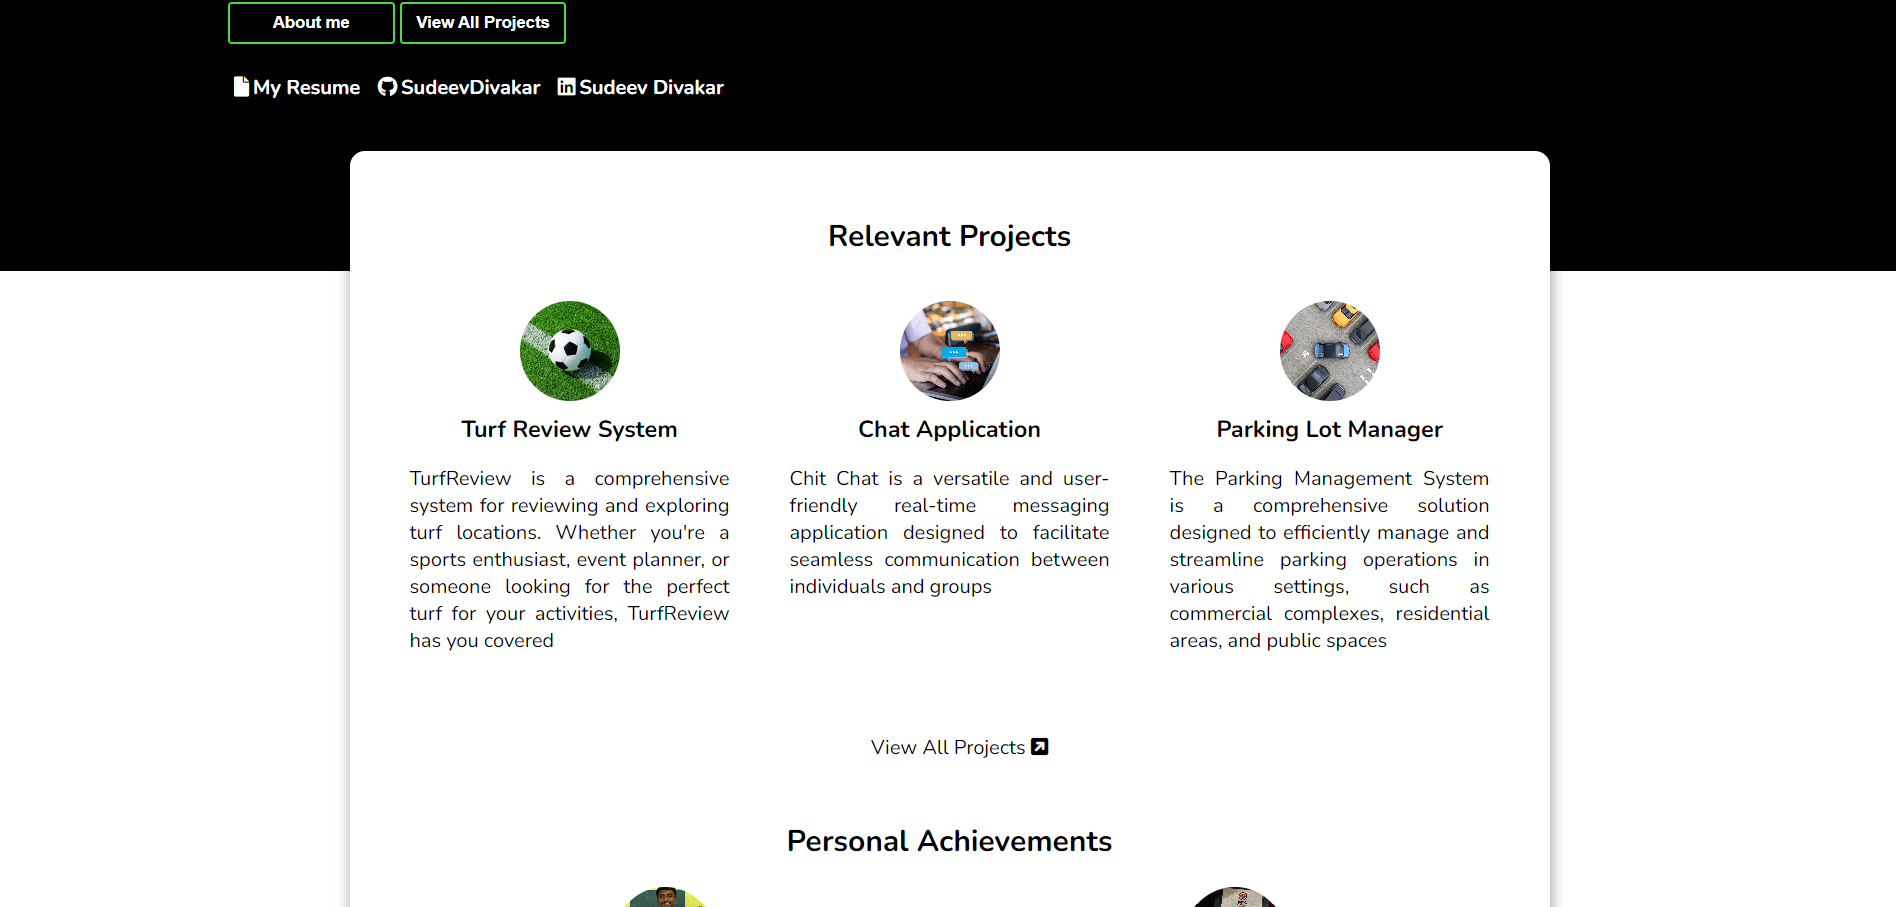 About me View All Projects
My Resume SudeevDivakar Sudeev Divakar
Relevant Projects
Turf Review System
TurfReview is a comprehensive
system for reviewing and exploring
turf locations. Whether you're a
sports enthusiast, event planner, or
someone looking for the perfect
turf for your activities, TurfReview
has you covered
Chat Application
Chit Chat is a versatile and user-
friendly real-time messaging
application designed to facilitate
seamless communication between
individuals and groups
Parking Lot Manager
The Parking Management System
is a comprehensive solution
designed to efficiently manage and
streamline parking operations in
various settings, such as
commercial complexes, residential
areas, and public spaces
View All Projects
Personal Achievements